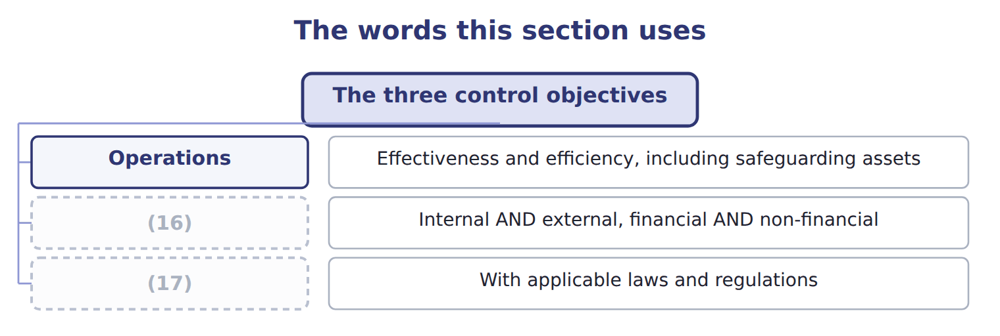 The words this section uses
The three control objectives
Operations
Effectiveness and efficiency, including safeguarding assets
(16)
Internal AND external, financial AND non-financial
(17)
With applicable laws and regulations